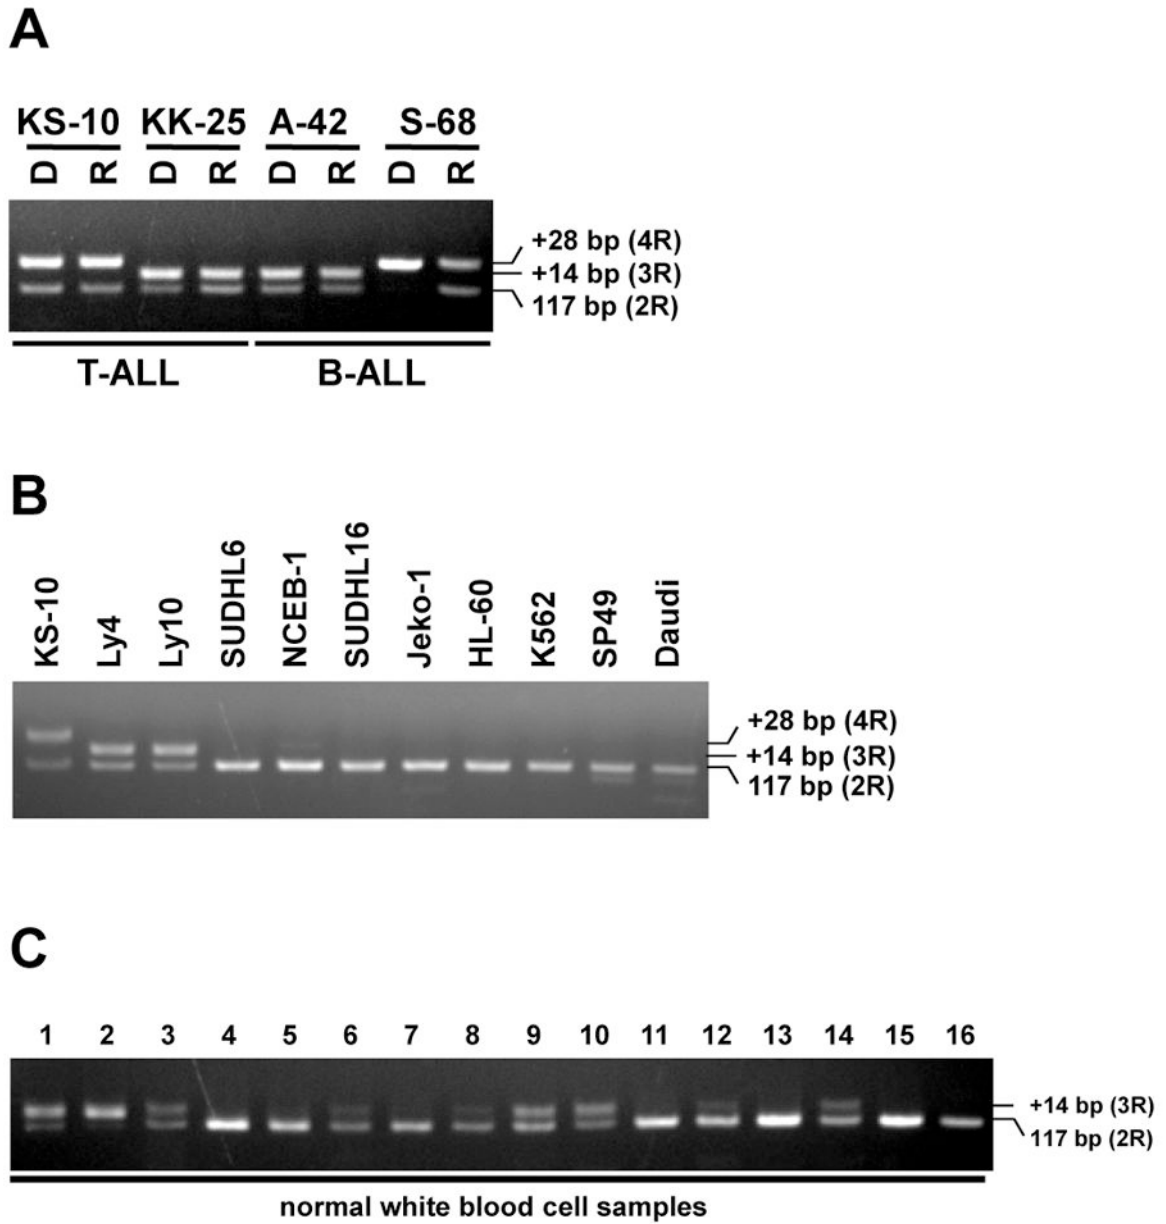 A
KS-10 KK-25 A-42 S-68
D R D R D R D R
+28 bp (4R)
+14 bp (3R)
117 bp (2R)
T-ALL B-ALL
B
KS-10 Ly4 Ly10 SUDHL6 NCEB-1 SUDHL16 Jeko-1 HL-60 K562 SP49 Daudi
+28 bp (4R)
+14 bp (3R)
117 bp (2R)
C
1 2 3 4 5 6 7 8 9 10 11 12 13 14 15 16
+14 bp (3R)
117 bp (2R)
normal white blood cell samples